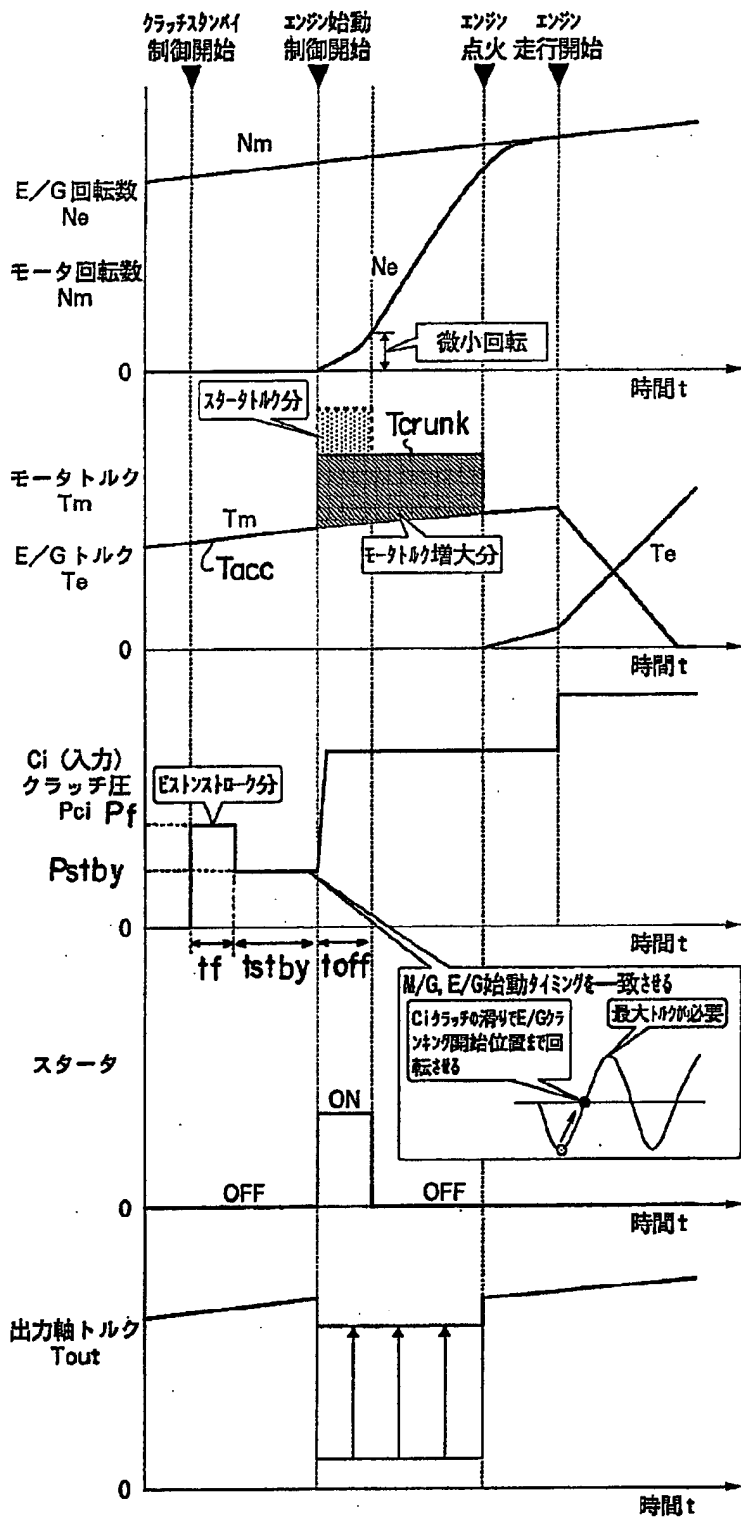 クラッチスタンバイ
制御開始
エンジン始動
制御開始
エンジン
点火
エンジン
走行開始
Nm
E/G回転数
Ne
モータ回転数
Nm
Ne
微小回転
0
時間t
スタータトルク分
Tcrunk
モータトルク
Tm
Tm
モータトルク増大分
E/Gトルク
Te
Tacc
Te
0
時間t
Ci (入力)
クラッチ圧
Pci
Pf
ピストンストローク分
Pstby
0
時間t
tf
tstby
toff
M/G, E/G始動タイミングを一致させる
Ciクラッチの滑りでE/Gクラ
ンキング開始位置まで回
転させる
最大トルクが必要
スタータ
ON
OFF
OFF
0
時間t
出力軸トルク
Tout
0
時間t